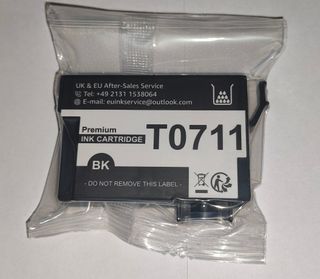 UK & EU After-Sales Service
Tel: +49 2131 1538064
E-mail: euinkservice@outlook.com
Premium
INK CARTRIDGE
T0711
BK
- DO NOT REMOVE THIS LABEL -